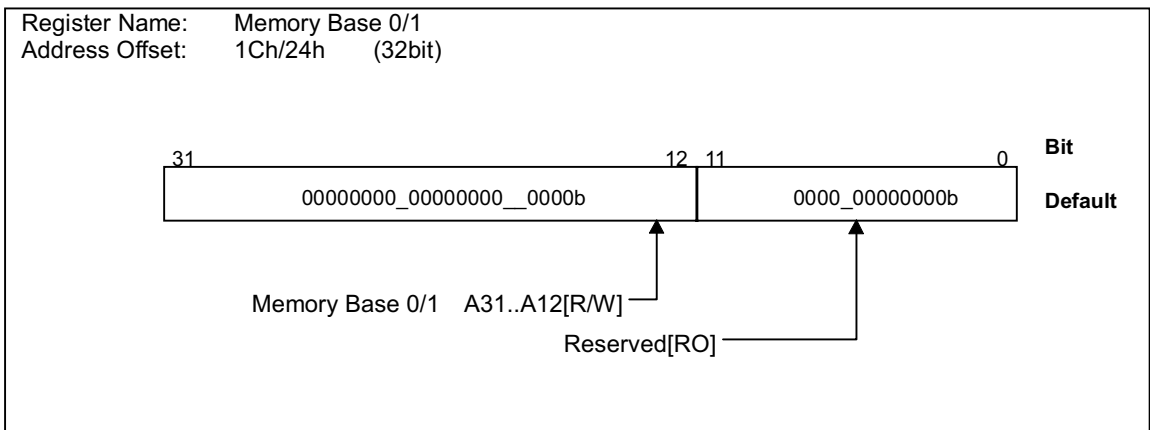 Register Name: Memory Base 0/1
Address Offset: 1Ch/24h (32bit)
31 12 11 0 Bit
00000000_00000000__0000b 0000_00000000b Default
Memory Base 0/1 A31..A12[R/W]
Reserved[RO]